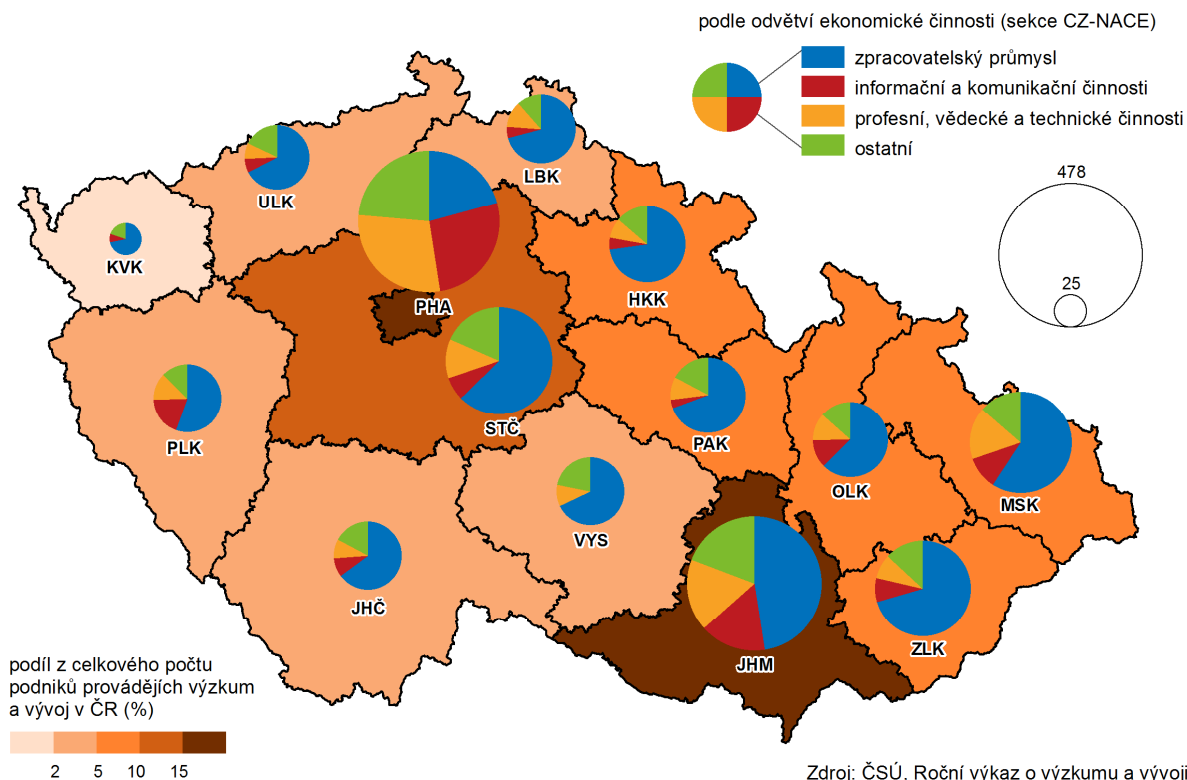 podle odvětví ekonomické činnosti (sekce CZ-NACE)
zpracovatelský průmysl
informační a komunikační činnosti
profesní, vědecké a technické činnosti
ostatní
478
25
LBK
ULK
KVK
PHA
HKK
STČ
PLK
PAK
OLK
MSK
VYS
JHČ
ZLK
JHM
podíl z celkového počtu
podniků provádějích výzkum
a vývoj v ČR (%)
2 5 10 15
Zdroj: ČSÚ. Roční výkaz o výzkumu a vývoji